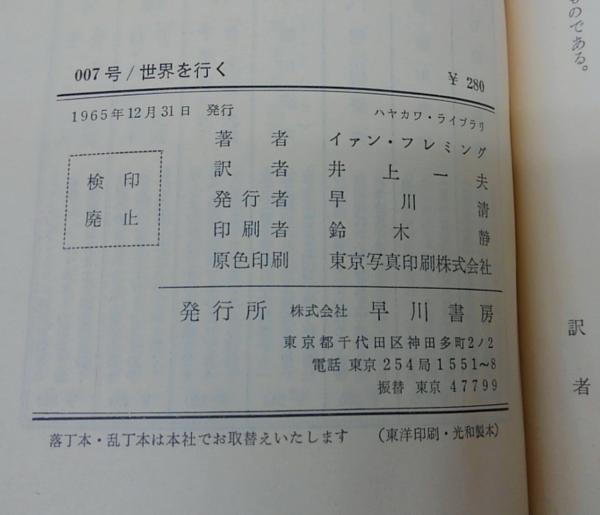 007号/世界を行く
¥ 280
1965年12月31日 発行 ハヤカワ・ライブラリ
著者 イァン・フレミング
訳者 井上一夫
発行者 早川清
印刷者 鈴木静
原色印刷 東京写真印刷株式会社
検印
廃止
発行所 株式会社 早川書房
東京都千代田区神田多町2ノ2
電話 東京 254局 1551〜8
振替 東京 47799
落丁本・乱丁本は本社でお取替えいたします (東洋印刷・光和製本)
ものである。
訳者